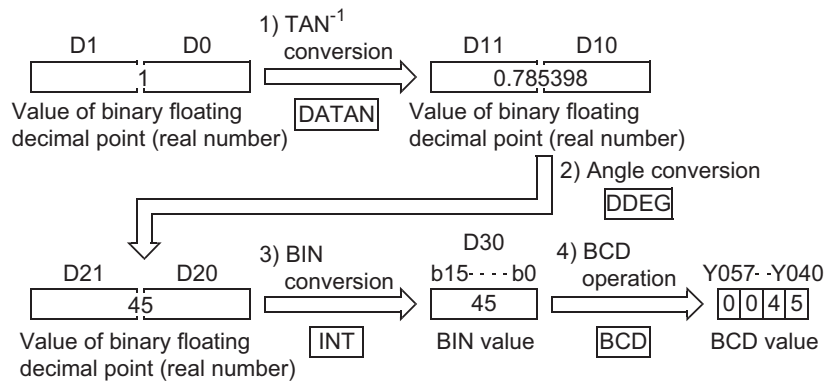 D1 D0
1) TAN-1
conversion
D11 D10
1
0.785398
Value of binary floating
decimal point (real number)
DATAN
Value of binary floating
decimal point (real number)
2) Angle conversion
DDEG
D21 D20
3) BIN
conversion
D30
b15- - - - b0
4) BCD
operation
Y057- -Y040
45
45
0 0 4 5
Value of binary floating
decimal point (real number)
INT
BIN value
BCD
BCD value